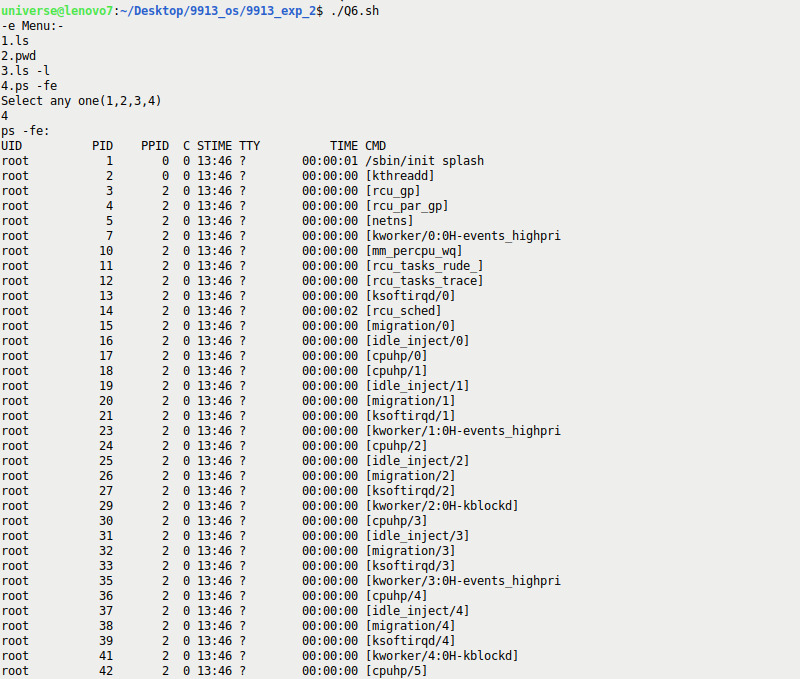 universe@lenovo7:~/Desktop/9913_os/9913_exp_2$ ./Q6.sh
-e Menu:-
1.ls
2.pwd
3.ls -l
4.ps -fe
Select any one(1,2,3,4)
4
ps -fe:
UID          PID    PPID  C STIME TTY          TIME CMD
root           1       0  0 13:46 ?        00:00:01 /sbin/init splash
root           2       0  0 13:46 ?        00:00:00 [kthreadd]
root           3       2  0 13:46 ?        00:00:00 [rcu_gp]
root           4       2  0 13:46 ?        00:00:00 [rcu_par_gp]
root           5       2  0 13:46 ?        00:00:00 [netns]
root           7       2  0 13:46 ?        00:00:00 [kworker/0:0H-events_highpri
root          10       2  0 13:46 ?        00:00:00 [mm_percpu_wq]
root          11       2  0 13:46 ?        00:00:00 [rcu_tasks_rude_]
root          12       2  0 13:46 ?        00:00:00 [rcu_tasks_trace]
root          13       2  0 13:46 ?        00:00:00 [ksoftirqd/0]
root          14       2  0 13:46 ?        00:00:02 [rcu_sched]
root          15       2  0 13:46 ?        00:00:00 [migration/0]
root          16       2  0 13:46 ?        00:00:00 [idle_inject/0]
root          17       2  0 13:46 ?        00:00:00 [cpuhp/0]
root          18       2  0 13:46 ?        00:00:00 [cpuhp/1]
root          19       2  0 13:46 ?        00:00:00 [idle_inject/1]
root          20       2  0 13:46 ?        00:00:00 [migration/1]
root          21       2  0 13:46 ?        00:00:00 [ksoftirqd/1]
root          23       2  0 13:46 ?        00:00:00 [kworker/1:0H-events_highpri
root          24       2  0 13:46 ?        00:00:00 [cpuhp/2]
root          25       2  0 13:46 ?        00:00:00 [idle_inject/2]
root          26       2  0 13:46 ?        00:00:00 [migration/2]
root          27       2  0 13:46 ?        00:00:00 [ksoftirqd/2]
root          29       2  0 13:46 ?        00:00:00 [kworker/2:0H-kblockd]
root          30       2  0 13:46 ?        00:00:00 [cpuhp/3]
root          31       2  0 13:46 ?        00:00:00 [idle_inject/3]
root          32       2  0 13:46 ?        00:00:00 [migration/3]
root          33       2  0 13:46 ?        00:00:00 [ksoftirqd/3]
root          35       2  0 13:46 ?        00:00:00 [kworker/3:0H-events_highpri
root          36       2  0 13:46 ?        00:00:00 [cpuhp/4]
root          37       2  0 13:46 ?        00:00:00 [idle_inject/4]
root          38       2  0 13:46 ?        00:00:00 [migration/4]
root          39       2  0 13:46 ?        00:00:00 [ksoftirqd/4]
root          41       2  0 13:46 ?        00:00:00 [kworker/4:0H-kblockd]
root          42       2  0 13:46 ?        00:00:00 [cpuhp/5]